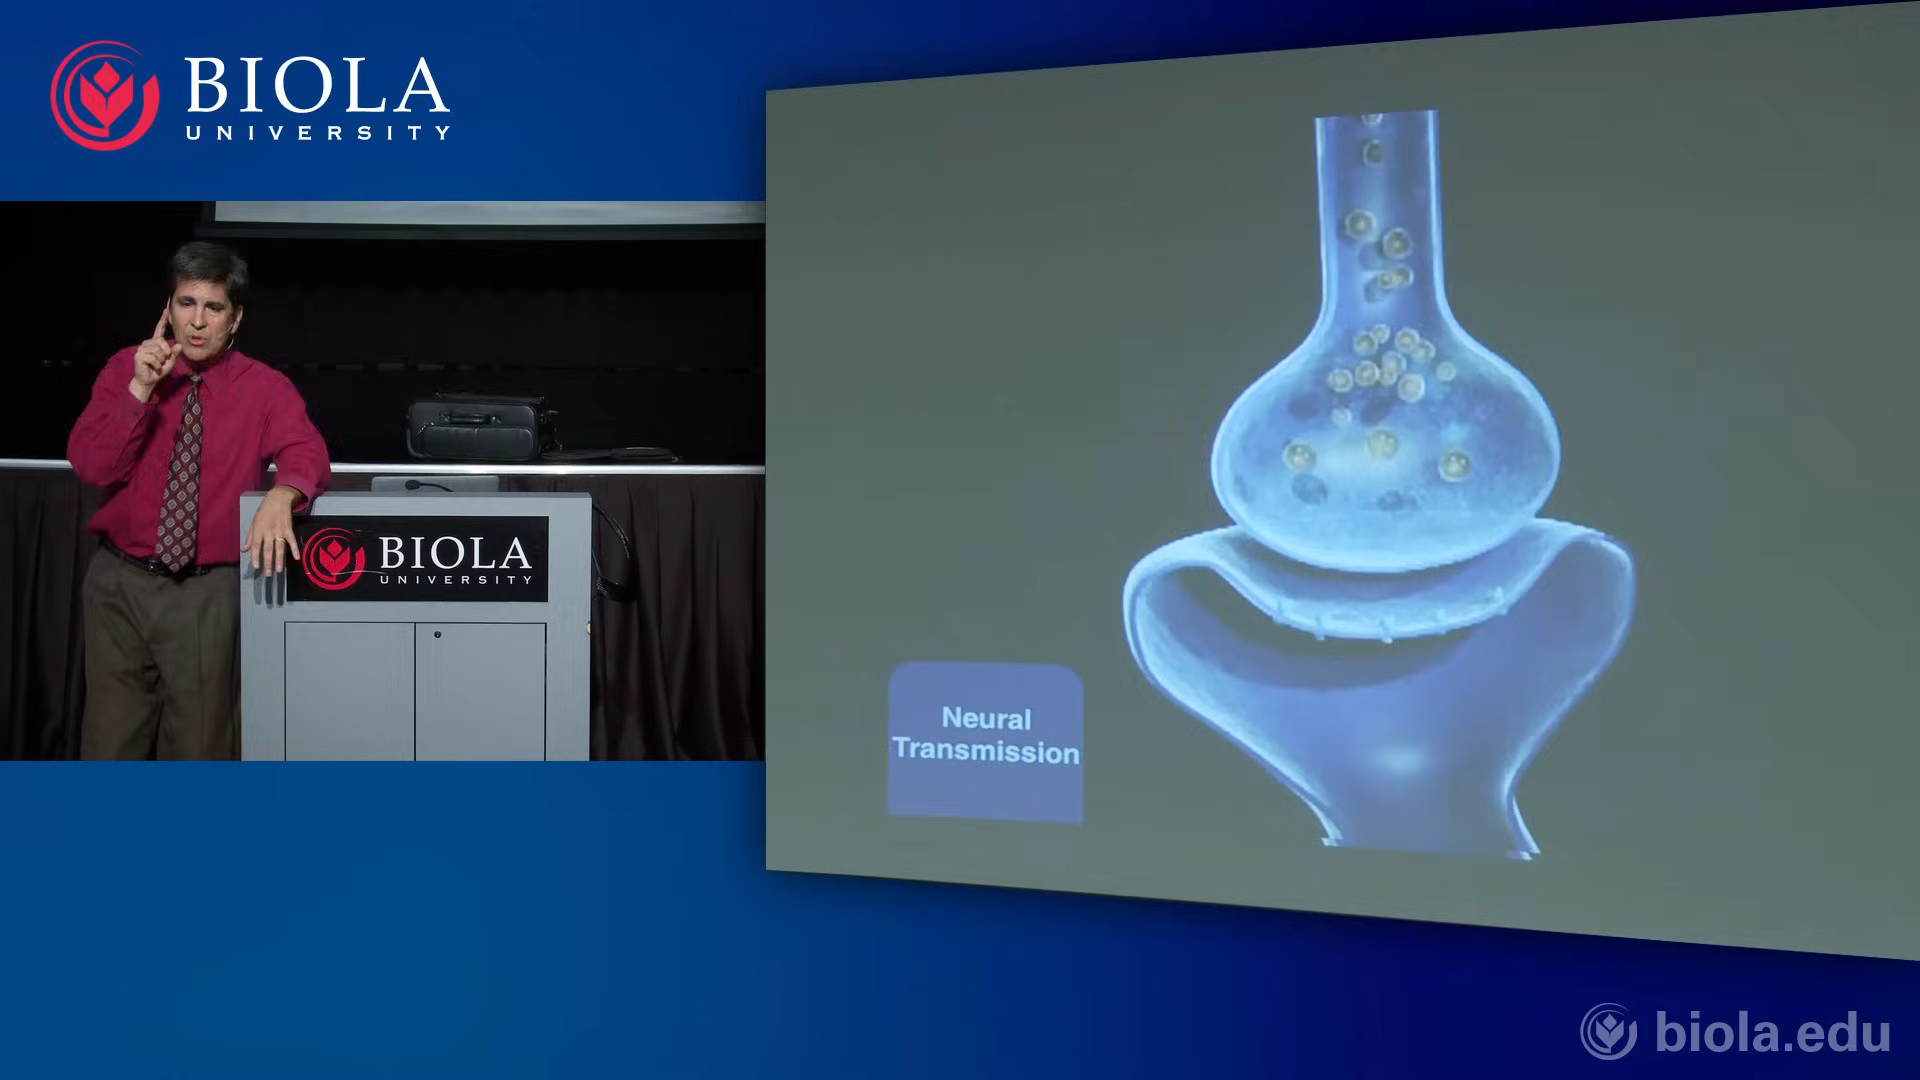 BIOLA
UNIVERSITY
BIOLA
UNIVERSITY
Neural
Transmission
biola.edu